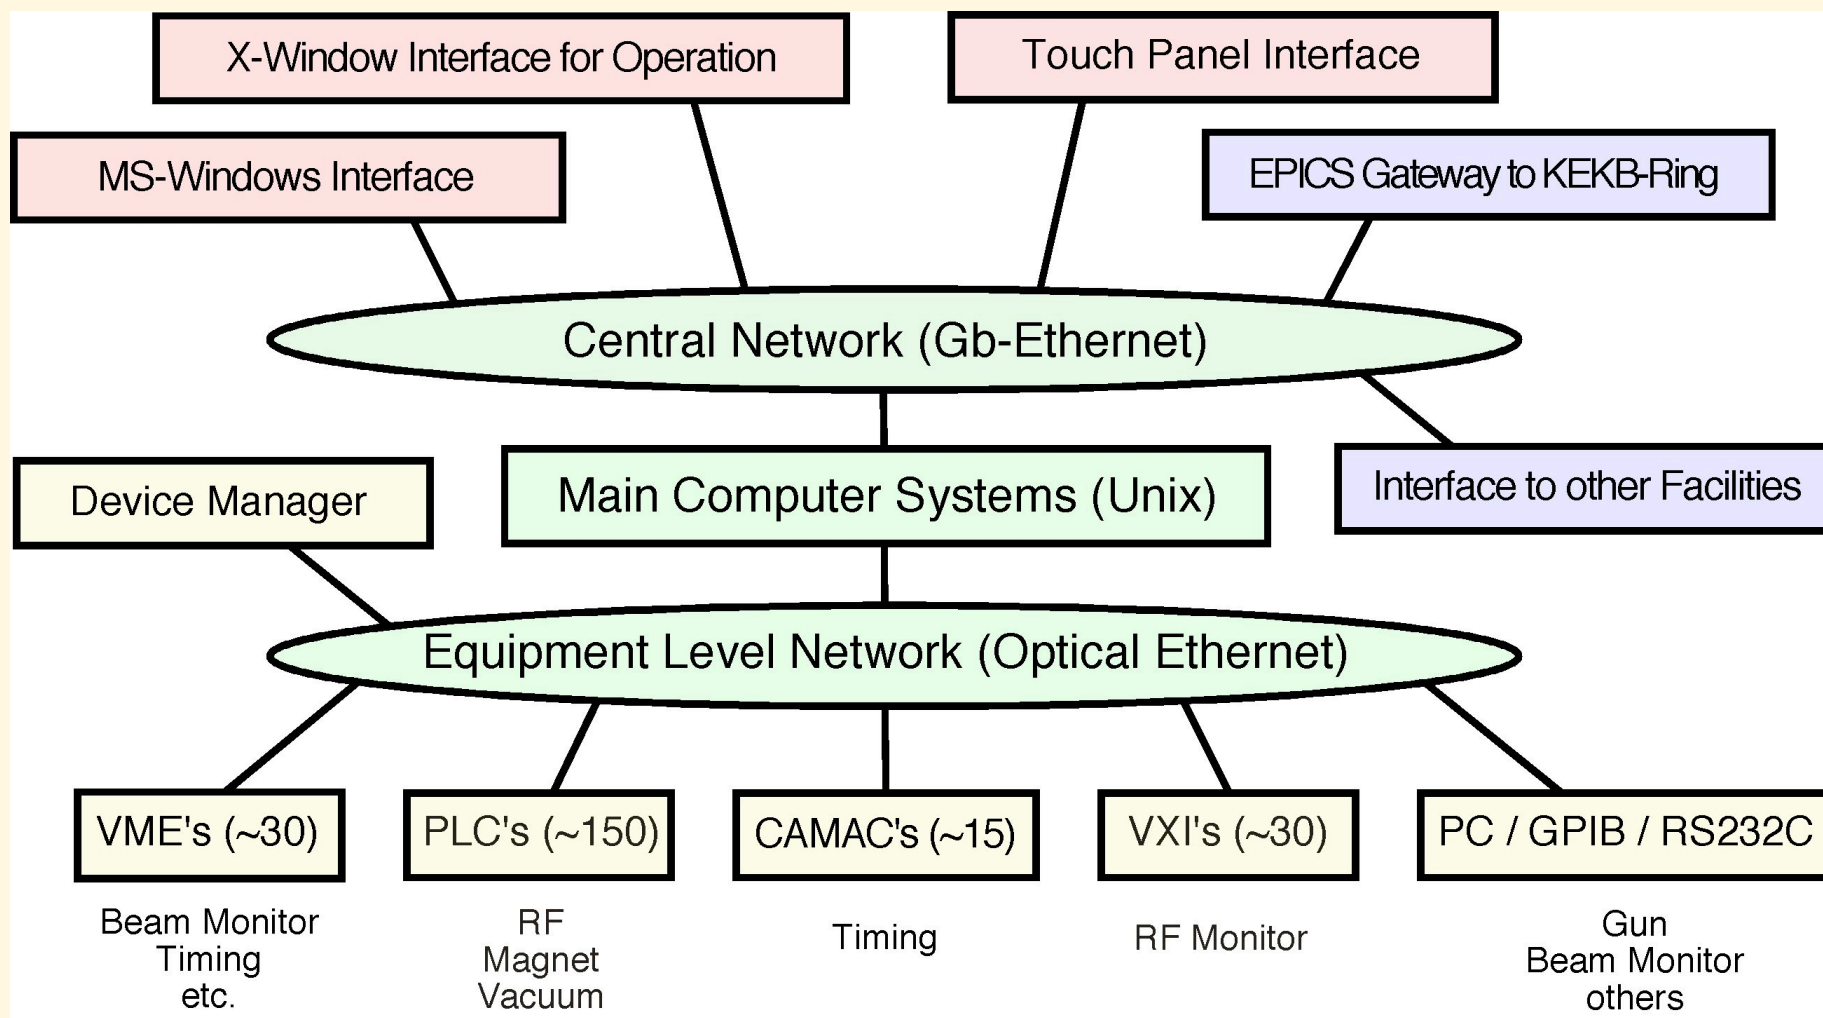 X-Window Interface for Operation
Touch Panel Interface
MS-Windows Interface
EPICS Gateway to KEKB-Ring
Central Network (Gb-Ethernet)
Device Manager
Main Computer Systems (Unix)
Interface to other Facilities
Equipment Level Network (Optical Ethernet)
VME's (~30)
PLC's (~150)
CAMAC's (~15)
VXI's (~30)
PC / GPIB / RS232C
Beam Monitor
Timing
etc.
RF
Magnet
Vacuum
Timing
RF Monitor
Gun
Beam Monitor
others